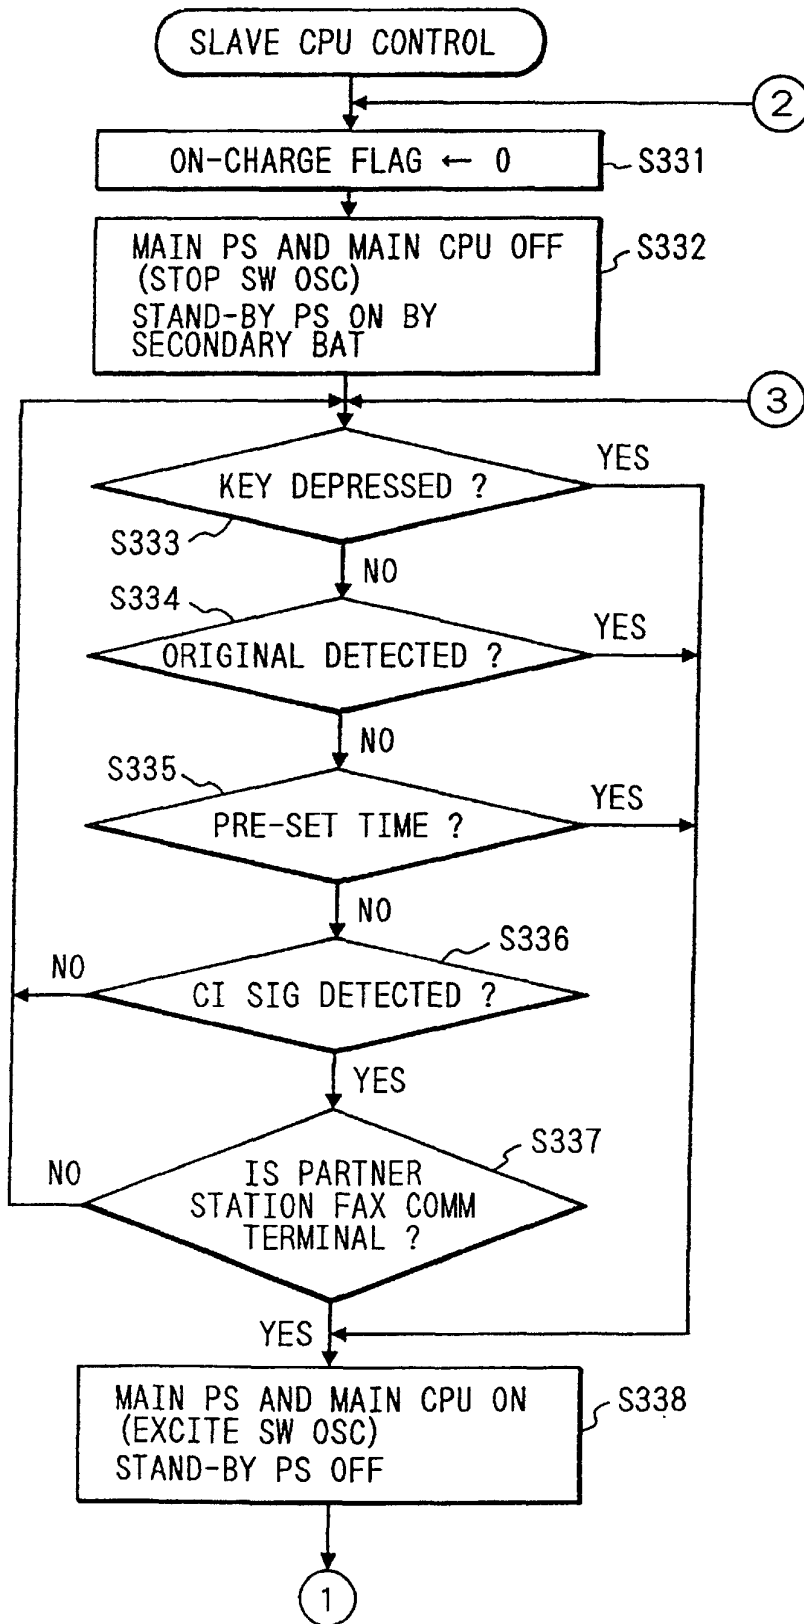 SLAVE CPU CONTROL
2
ON-CHARGE FLAG ← 0
S331
MAIN PS AND MAIN CPU OFF
(STOP SW OSC)
STAND-BY PS ON BY
SECONDARY BAT
S332
3
KEY DEPRESSED ?
YES
S333
NO
S334
ORIGINAL DETECTED ?
YES
NO
S335
PRE-SET TIME ?
YES
NO
S336
CI SIG DETECTED ?
NO
YES
S337
IS PARTNER
STATION FAX COMM
TERMINAL ?
NO
YES
MAIN PS AND MAIN CPU ON
(EXCITE SW OSC)
STAND-BY PS OFF
S338
1